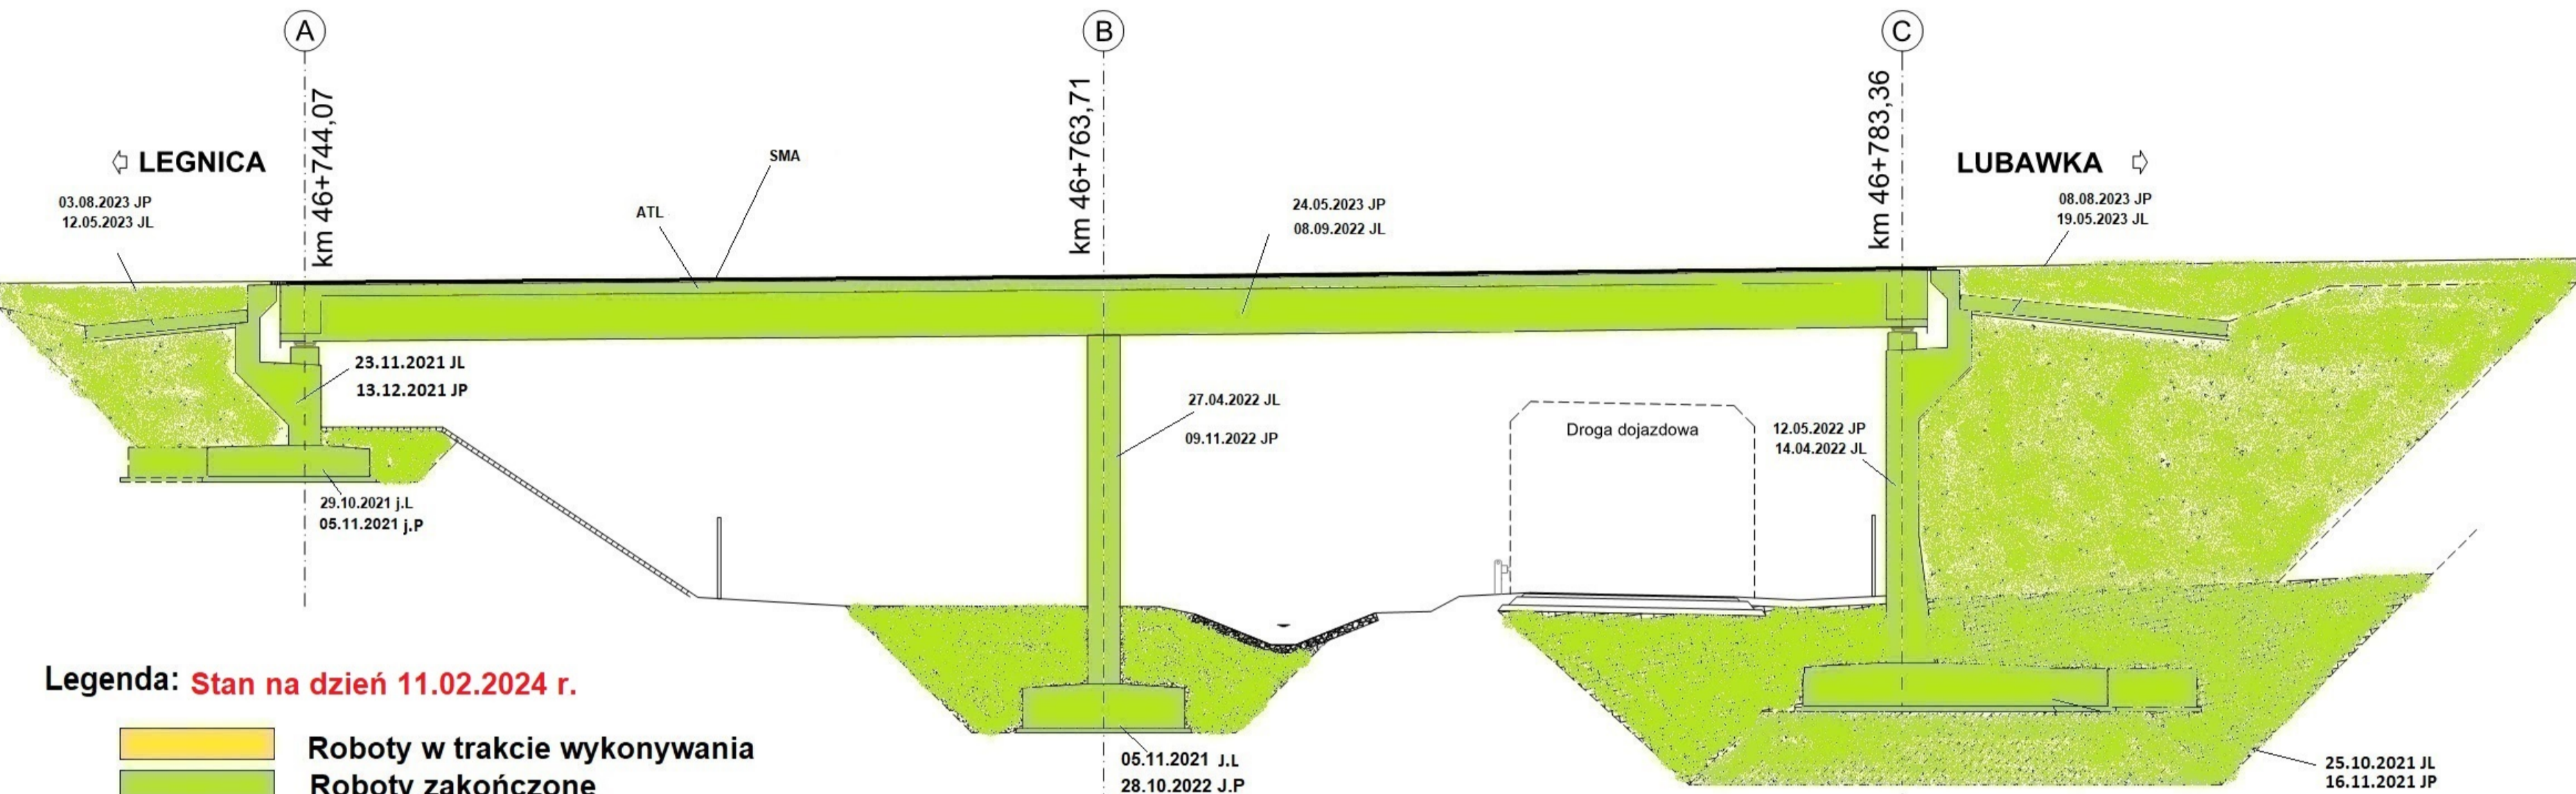 A
B
C
km 46+744,07
km 46+763,71
km 46+783,36
LEGNICA
LUBAWKA
03.08.2023 JP
12.05.2023 JL
SMA
ATL
24.05.2023 JP
08.09.2022 JL
08.08.2023 JP
19.05.2023 JL
23.11.2021 JL
13.12.2021 JP
27.04.2022 JL
09.11.2022 JP
Droga dojazdowa
12.05.2022 JP
14.04.2022 JL
29.10.2021 j.L
05.11.2021 j.P
Legenda: Stan na dzień 11.02.2024 r.
Roboty w trakcie wykonywania
Roboty zakończone
05.11.2021 J.L
28.10.2022 J.P
25.10.2021 JL
16.11.2021 JP